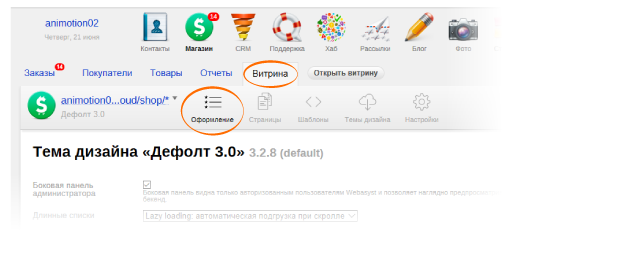 animotion02
Четверг, 21 июня
Контакты
14
Магазин
CRM
Поддержка
Хаб
Рассылки
Блог
Фото
Заказы 14
Покупатели
Товары
Отчеты
Витрина
Открыть витрину
animotion0...oud/shop/*
Дефолт 3.0
Оформление
Страницы
Шаблоны
Темы дизайна
Настройки
Тема дизайна «Дефолт 3.0» 3.2.8 (default)
Боковая панель
администратора
Боковая панель видна только авторизованным пользователям Webasyst и позволяет наглядно
бекенд
Длинные списки
Lazy loading: автоматическая подгрузка при скролле